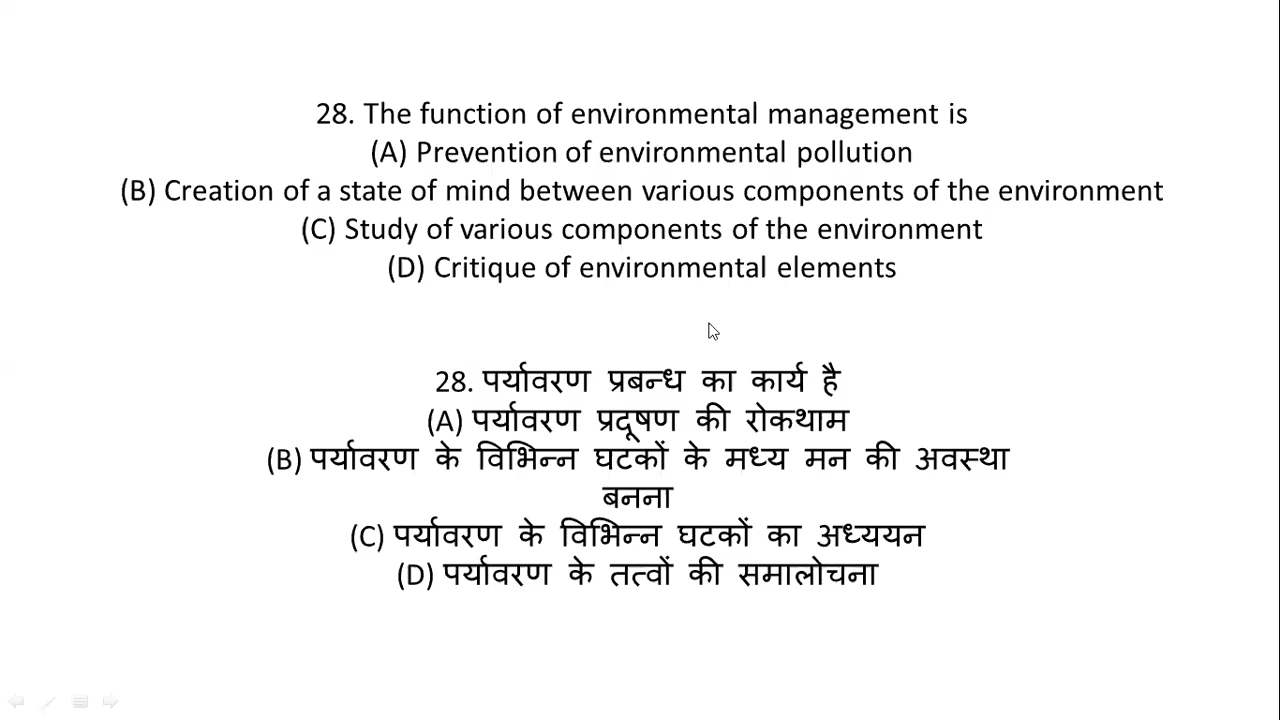 28. The function of environmental management is
(A) Prevention of environmental pollution
(B) Creation of a state of mind between various components of the environment
(C) Study of various components of the environment
(D) Critique of environmental elements
28. पर्यावरण प्रबन्ध का कार्य है
(A) पर्यावरण प्रदूषण की रोकथाम
(B) पर्यावरण के विभिन्न घटकों के मध्य मन की अवस्था
बनना
(C) पर्यावरण के विभिन्न घटकों का अध्ययन
(D) पर्यावरण के तत्वों की समालोचना